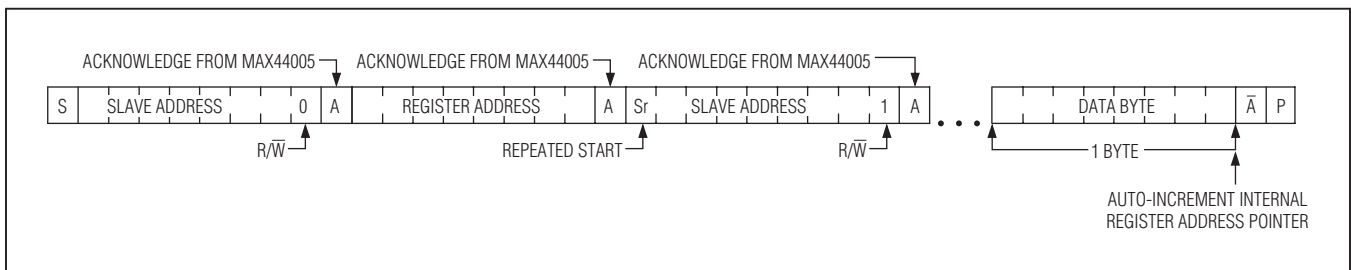 ACKNOWLEDGE FROM MAX44005 ACKNOWLEDGE FROM MAX44005 ACKNOWLEDGE FROM MAX44005
S SLAVE ADDRESS 0 A REGISTER ADDRESS A Sr SLAVE ADDRESS 1 A ... DATA BYTE A̅ P
R/W̅ REPEATED START R/W̅ 1 BYTE
AUTO-INCREMENT INTERNAL
REGISTER ADDRESS POINTER